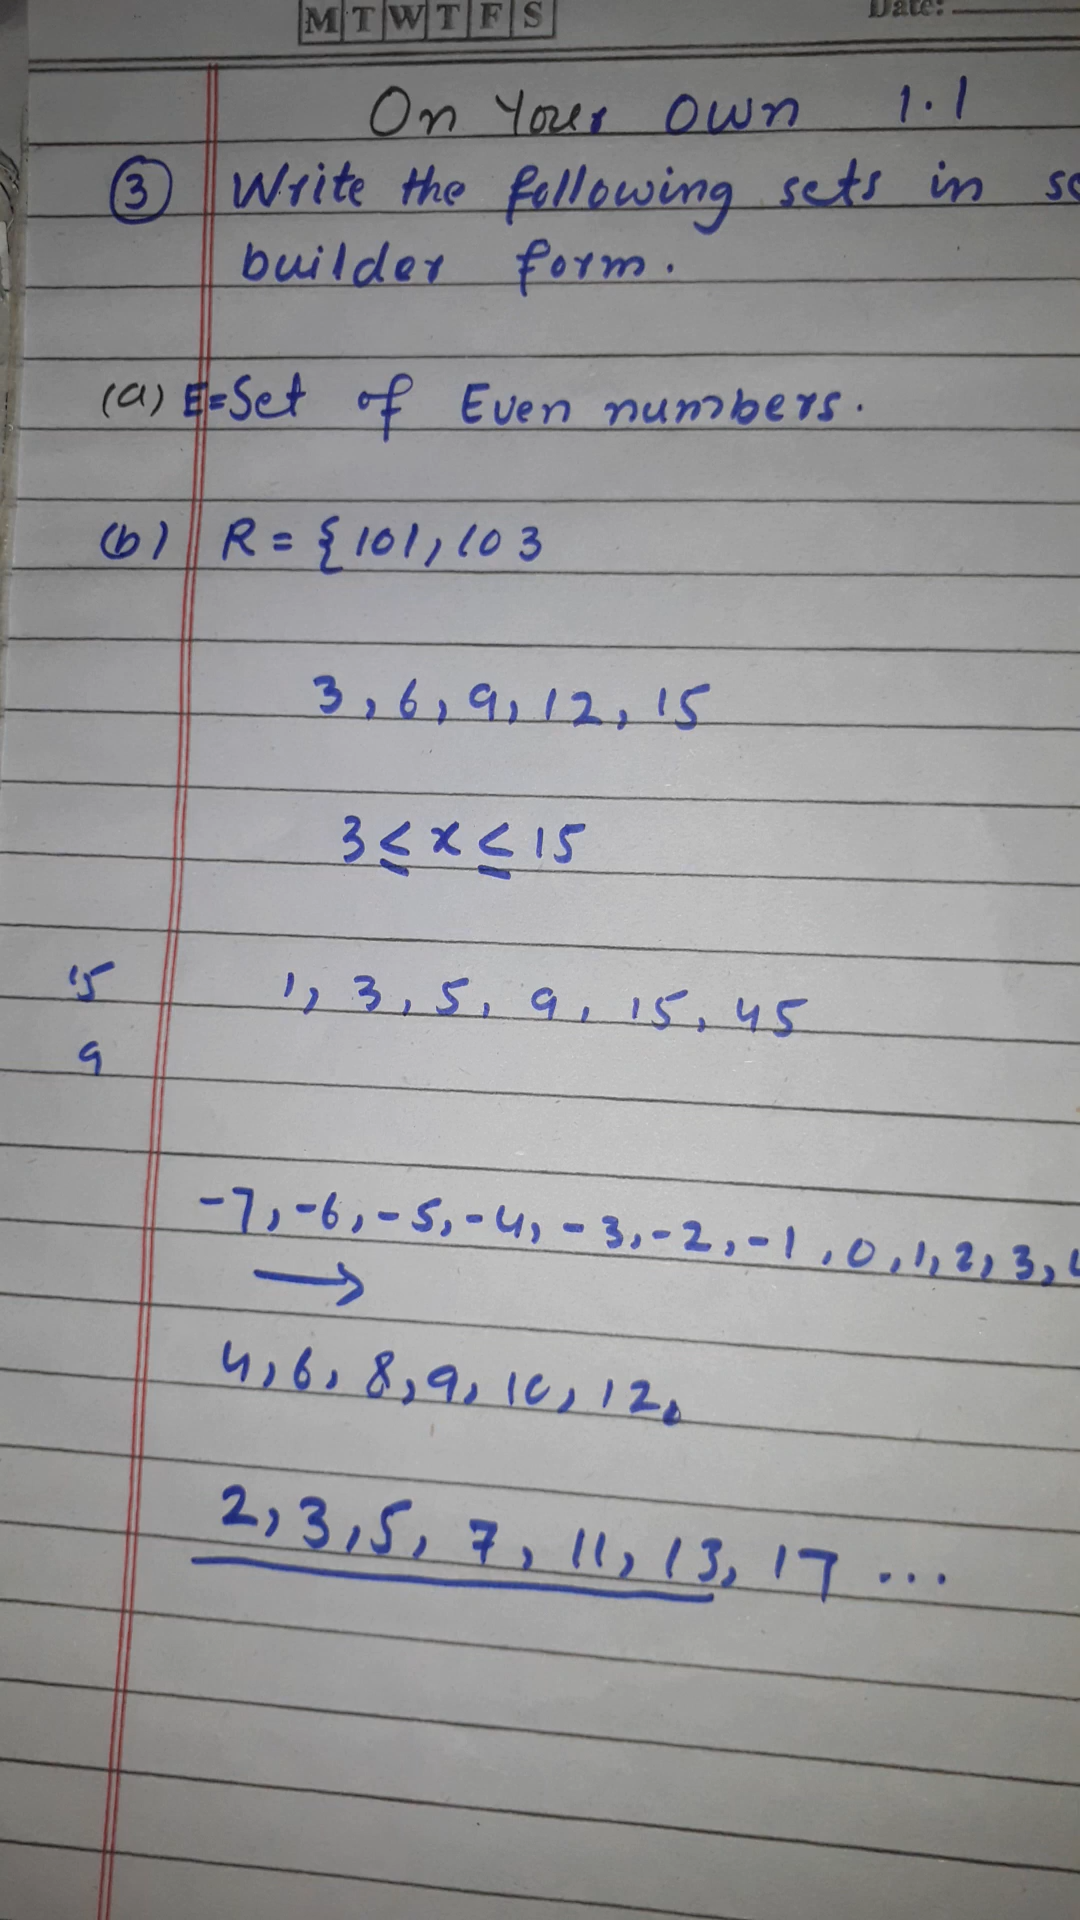 M T W T F S Date:
On Your Own 1.1
3 Write the following sets in
builder form.
(a) E=Set of Even numbers.
(b) R = { 101, 103
3, 6, 9, 12, 15
3 ≤ x ≤ 15
15 1, 3, 5, 9, 15, 45
9
-7, -6, -5, -4, -3, -2, -1, 0, 1, 2, 3,
→
4, 6, 8, 9, 10, 12,
2, 3, 5, 7, 11, 13, 17 ...